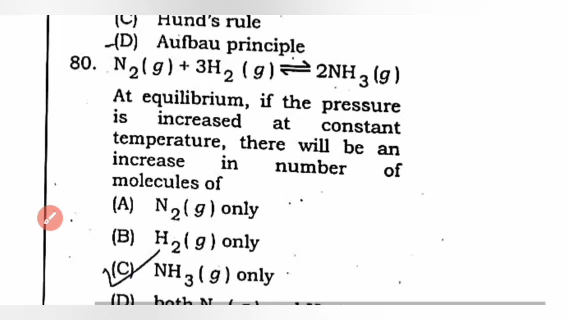 (C) Hund's rule
(D) Aufbau principle
80. N₂(g) + 3H₂ (g) ⇌ 2NH₃(g)
At equilibrium, if the pressure
is increased at constant
temperature, there will be an
increase in number of
molecules of
(A) N₂(g) only
(B) H₂(g) only
(C) NH₃(g) only
(D) both N